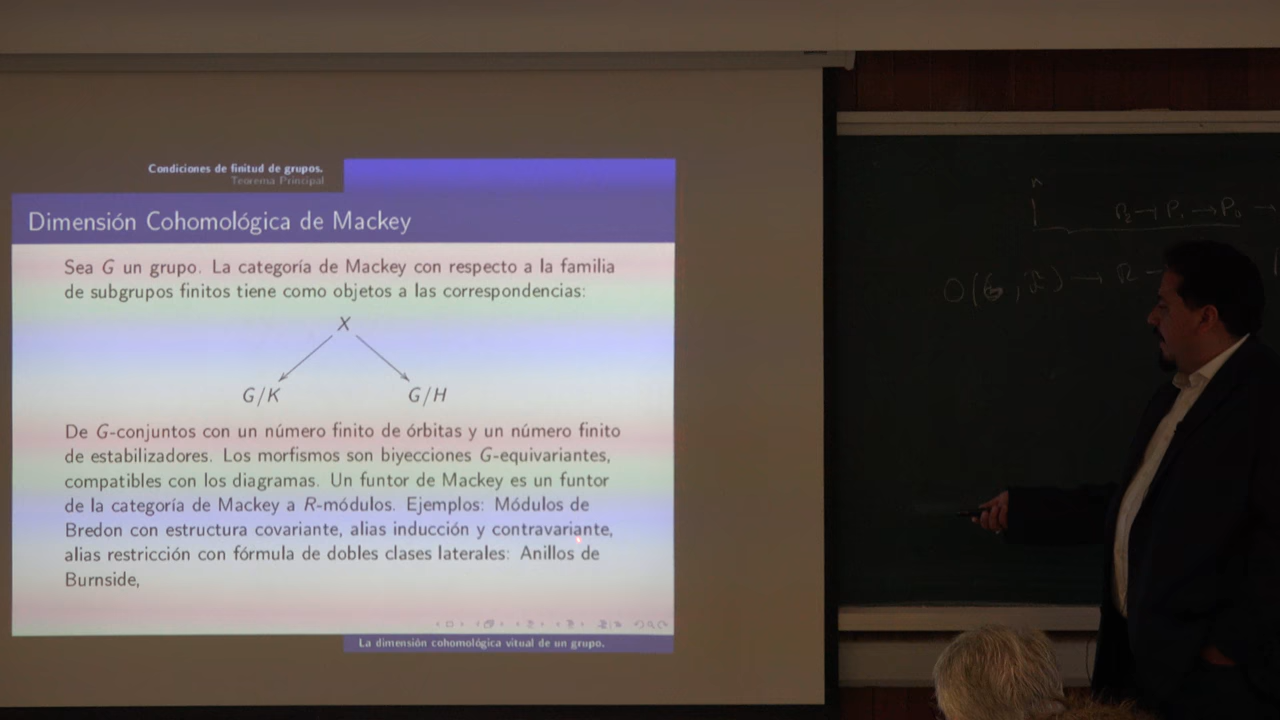 Condiciones de finitud de grupos.
Teorema Principal
Dimensión Cohomológica de Mackey
Sea G un grupo. La categoría de Mackey con respecto a la familia
de subgrupos finitos tiene como objetos a las correspondencias:
X
G/K G/H
De G-conjuntos con un número finito de órbitas y un número finito
de estabilizadores. Los morfismos son biyecciones G-equivariantes,
compatibles con los diagramas. Un funtor de Mackey es un funtor
de la categoría de Mackey a R-módulos. Ejemplos: Módulos de
Bredon con estructura covariante, alias inducción y contravariante,
alias restricción con fórmula de dobles clases laterales: Anillos de
Burnside,
La dimensión cohomológica vitual de un grupo.
n
P₂ → P₁ → P₀ →